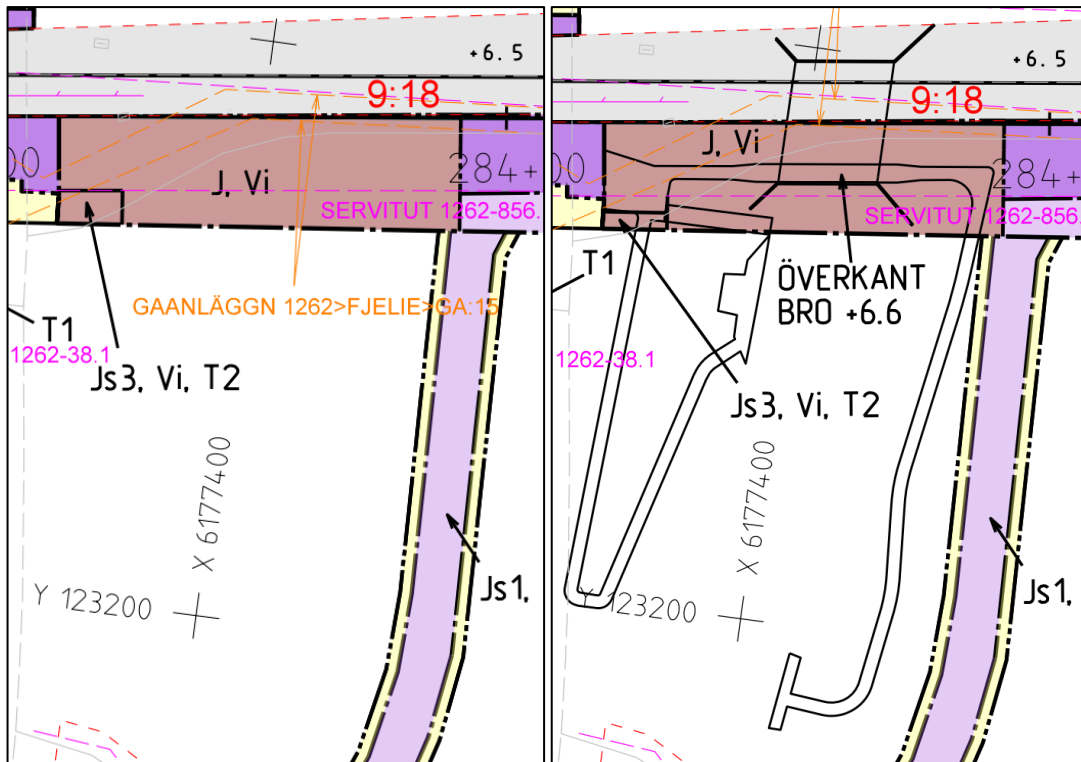 +6.5
9:18
00
J, Vi
284+
SERVITUT 1262-856.
GAANLÄGGN 1262>FJELIE>GA:15
T1
1262-38.1
Js3, Vi, T2
X 6177400
Y 123200
Js1,
+6.5
9:18
00
J, Vi
284+
SERVITUT 1262-856.
T1
ÖVERKANT
BRO +6.6
1262-38.1
Js3, Vi, T2
X 6177400
Y 123200
Js1,